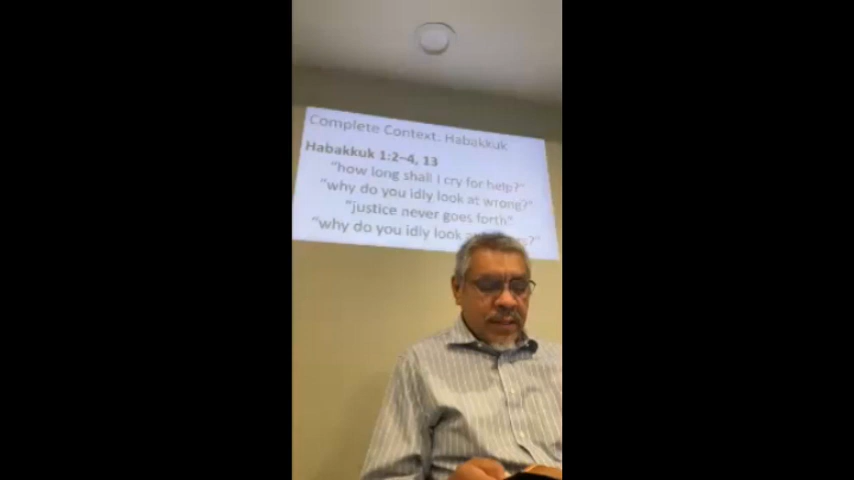 Complete Context: Habakkuk
Habakkuk 1:2–4, 13
"how long shall I cry for help?"
"why do you idly look at wrong?"
"justice never goes forth"
"why do you idly look ?"